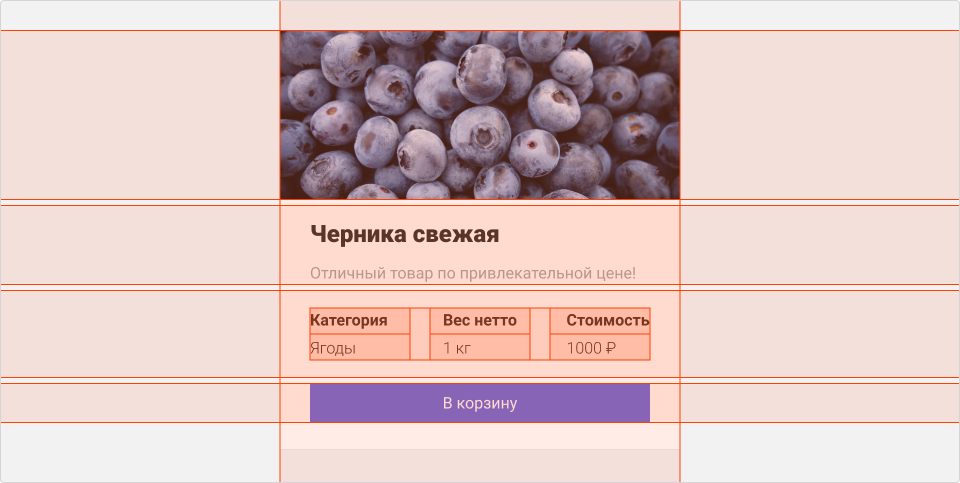 Черника свежая
Отличный товар по привлекательной цене!
Категория Вес нетто Стоимость
Ягоды 1 кг 1000 ₽
В корзину